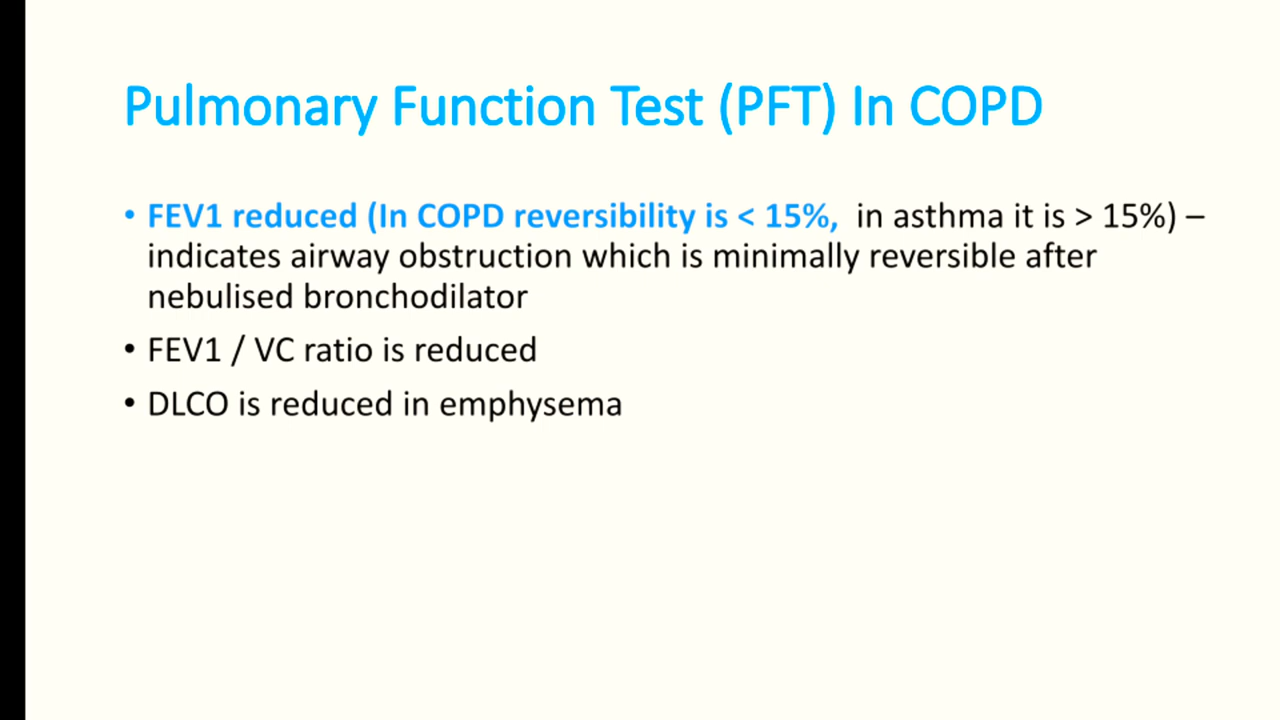 Pulmonary Function Test (PFT) In COPD
• FEV1 reduced (In COPD reversibility is < 15%, in asthma it is > 15%) –
indicates airway obstruction which is minimally reversible after
nebulised bronchodilator
• FEV1 / VC ratio is reduced
• DLCO is reduced in emphysema